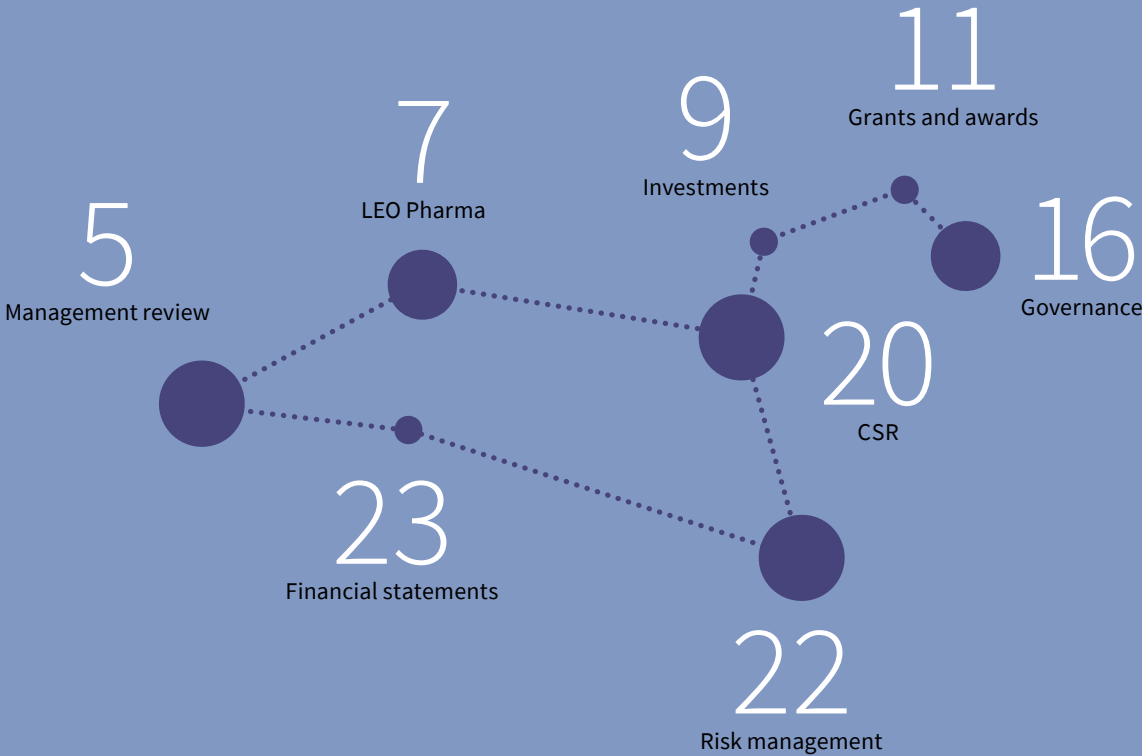 5
Management review
7
LEO Pharma
9
Investments
11
Grants and awards
16
Governance
20
CSR
22
Risk management
23
Financial statements